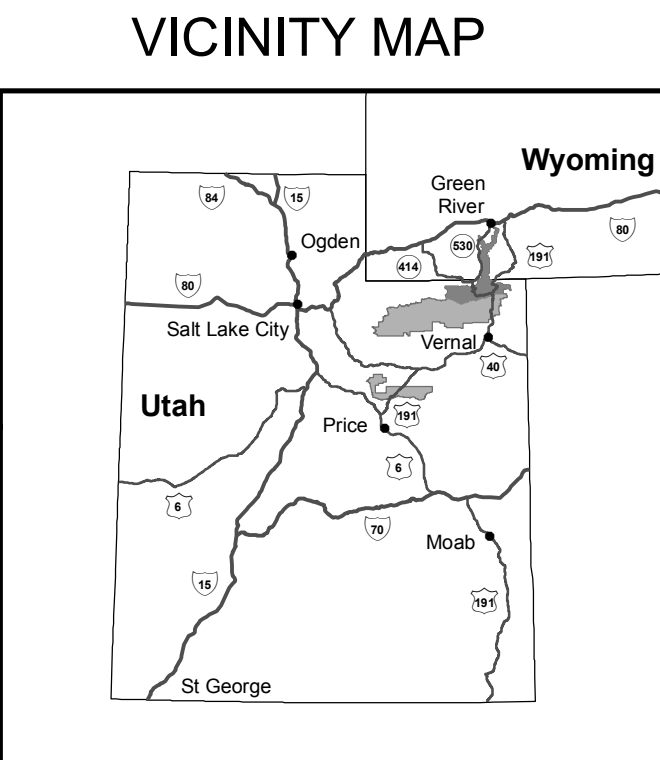 VICINITY MAP
Wyoming
Green
River
84
15
80
530
Ogden
191
414
80
Salt Lake City
Vernal
40
Utah
191
Price
6
6
70
Moab
15
191
St George